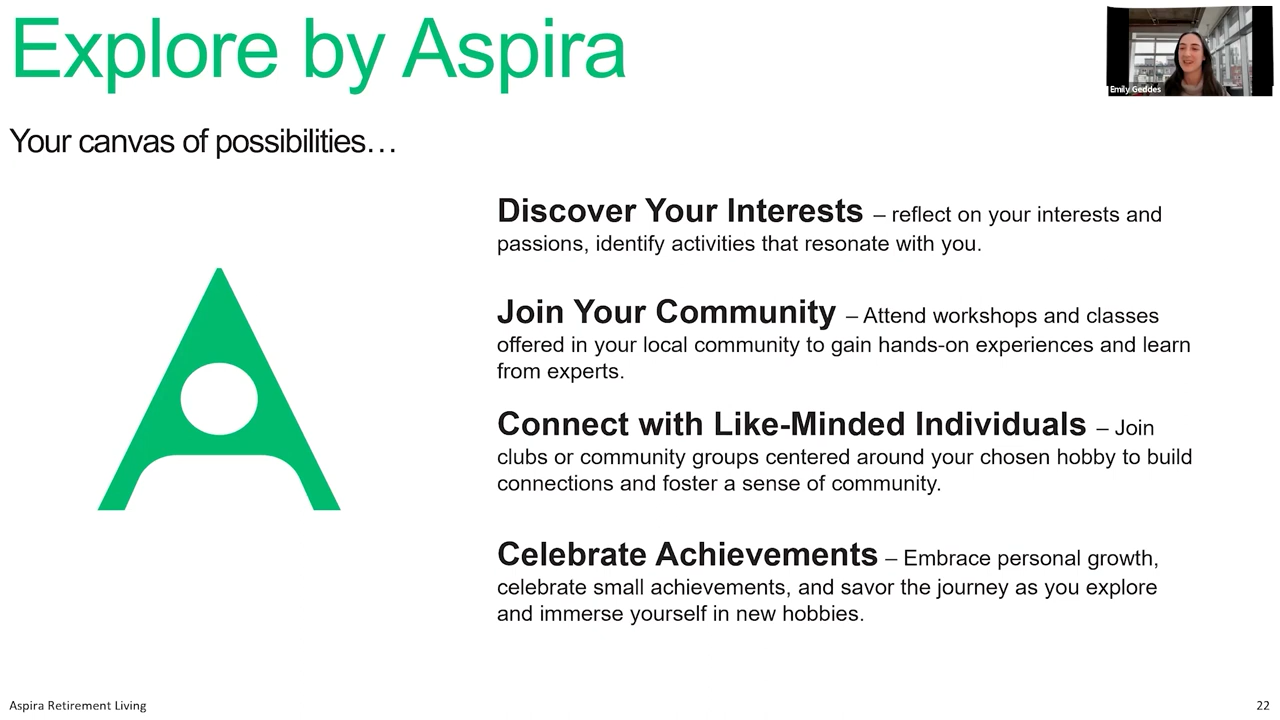 Explore by Aspira
Emily Geddes
Your canvas of possibilities…
Discover Your Interests – reflect on your interests and
passions, identify activities that resonate with you.
Join Your Community – Attend workshops and classes
offered in your local community to gain hands-on experiences and learn
from experts.
Connect with Like-Minded Individuals – Join
clubs or community groups centered around your chosen hobby to build
connections and foster a sense of community.
Celebrate Achievements – Embrace personal growth,
celebrate small achievements, and savor the journey as you explore
and immerse yourself in new hobbies.
Aspira Retirement Living
22